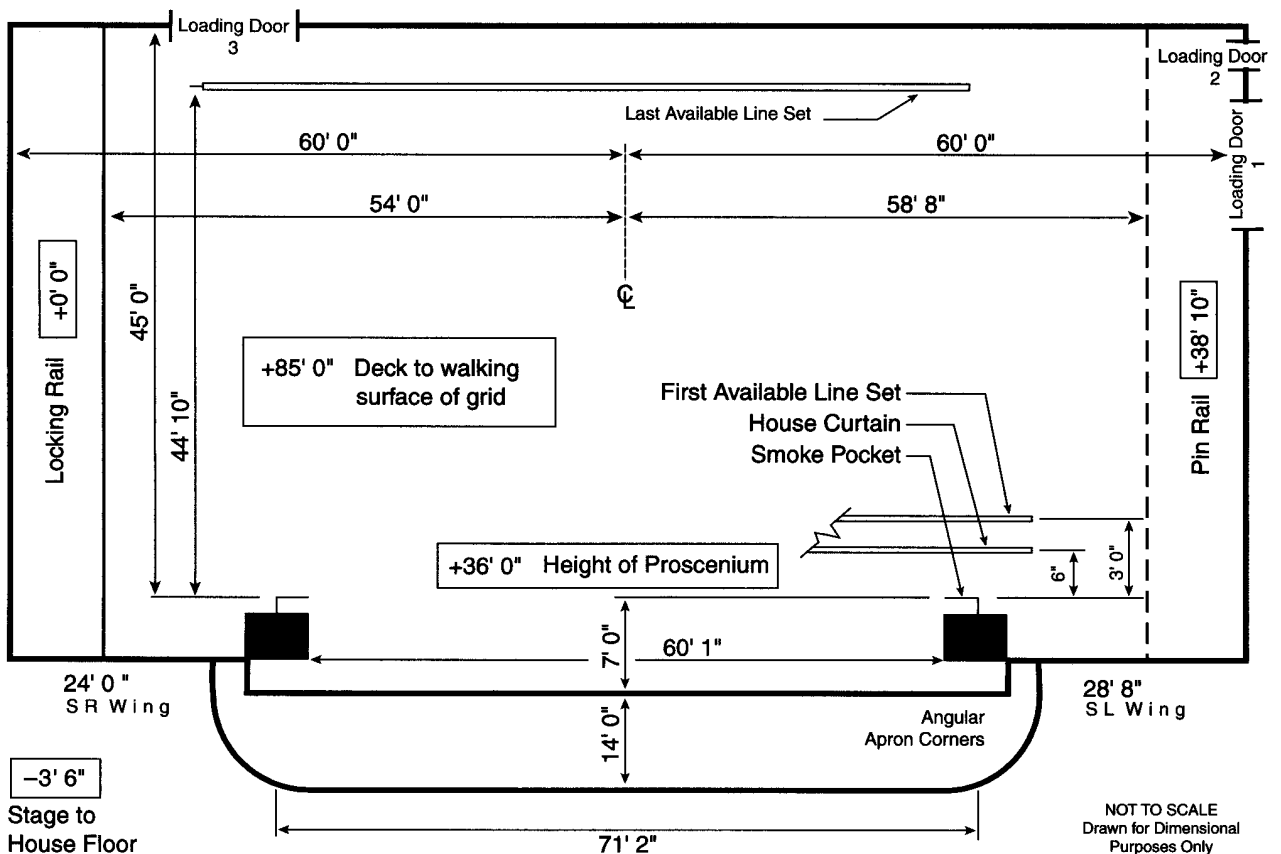 Loading Door
3
Loading Door
2
Loading Door
1
Last Available Line Set
60' 0"
60' 0"
54' 0"
58' 8"
℄
+0' 0"
Locking Rail
45' 0"
44' 10"
+85' 0" Deck to walking
surface of grid
+38' 10"
Pin Rail
First Available Line Set
House Curtain
Smoke Pocket
+36' 0" Height of Proscenium
6"
3' 0"
7' 0"
60' 1"
24' 0 "
SR Wing
28' 8"
SL Wing
14' 0"
Angular
Apron Corners
–3' 6"
Stage to
House Floor
71' 2"
NOT TO SCALE
Drawn for Dimensional
Purposes Only